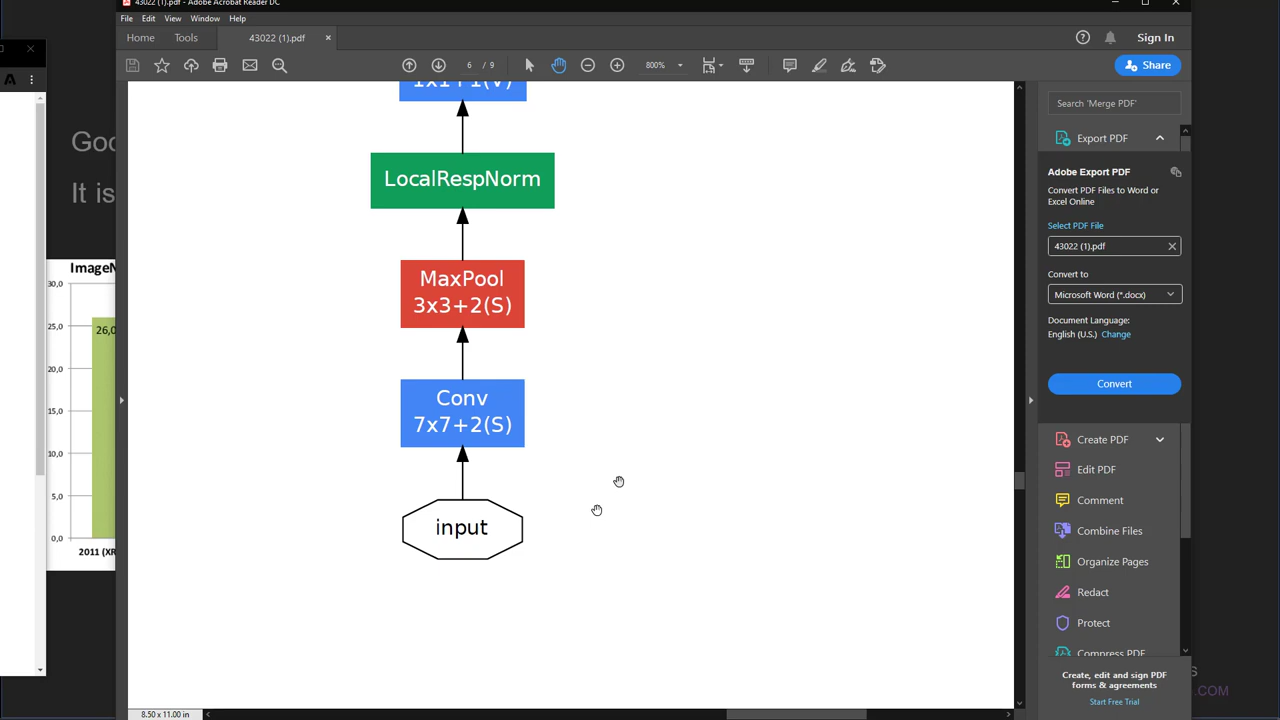 43022 (1).pdf - Adobe Acrobat Reader DC
File Edit View Window Help
Home Tools 43022 (1).pdf × Sign In
6 / 9 800% Share
1x1+1(V)
LocalRespNorm
MaxPool
3x3+2(S)
Conv
7x7+2(S)
input
8.50 x 11.00 in
Search 'Merge PDF'
Export PDF
Adobe Export PDF
Convert PDF Files to Word or
Excel Online
Select PDF File
43022 (1).pdf
Convert to
Microsoft Word (*.docx)
Document Language:
English (U.S.) Change
Convert
Create PDF
Edit PDF
Comment
Combine Files
Organize Pages
Redact
Protect
Compress PDF
Create, edit and sign PDF
forms & agreements
Start Free Trial
A
Goo
It is
ImageN
30,0
25,0
26,0
20,0
15,0
10,0
5,0
0,0
2011 (XR
s
.COM